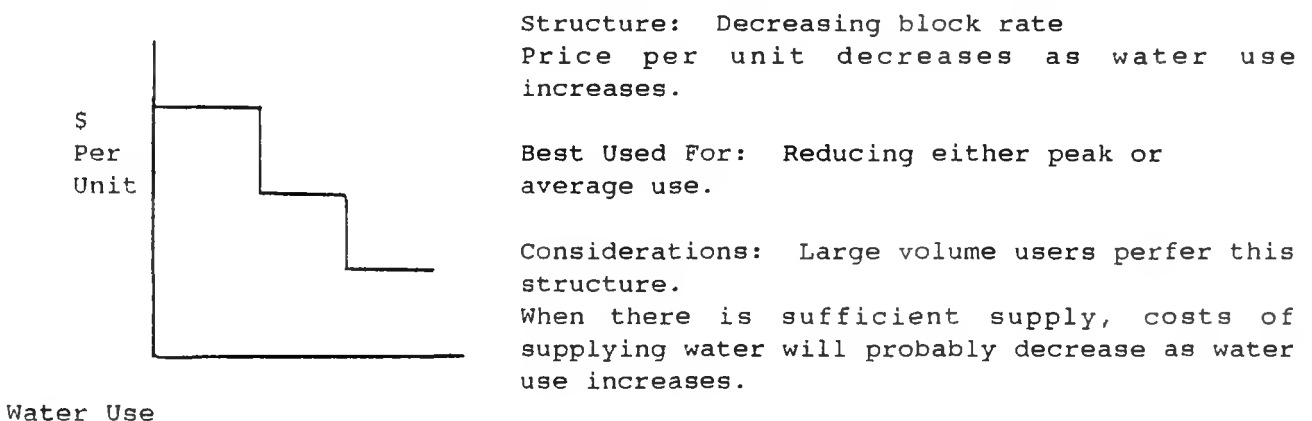 Structure: Decreasing block rate
Price per unit decreases as water use
increases.
$
Per
Unit
Best Used For: Reducing either peak or
average use.
Considerations: Large volume users perfer this
structure.
When there is sufficient supply, costs of
supplying water will probably decrease as water
use increases.
Water Use